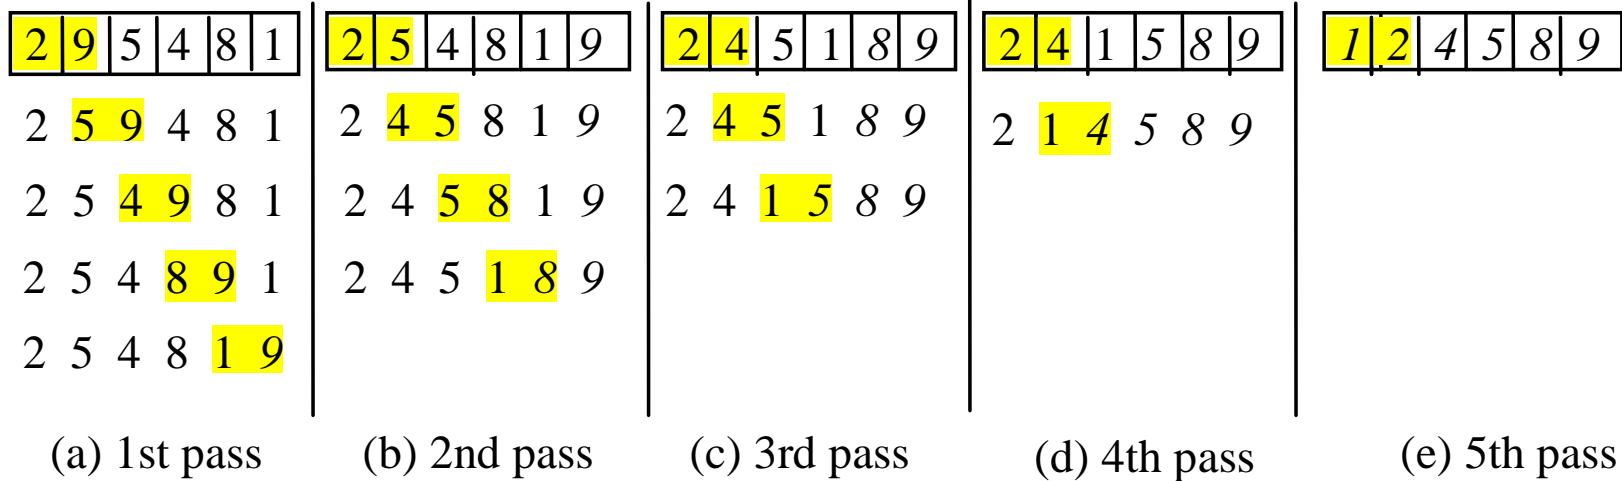 2 9 5 4 8 1
2 5 9 4 8 1
2 5 4 9 8 1
2 5 4 8 9 1
2 5 4 8 1 9
(a) 1st pass
2 5 4 8 1 9
2 4 5 8 1 9
2 4 5 8 1 9
2 4 5 1 8 9
(b) 2nd pass
2 4 5 1 8 9
2 4 5 1 8 9
2 4 1 5 8 9
(c) 3rd pass
2 4 1 5 8 9
2 1 4 5 8 9
(d) 4th pass
1 2 4 5 8 9
(e) 5th pass